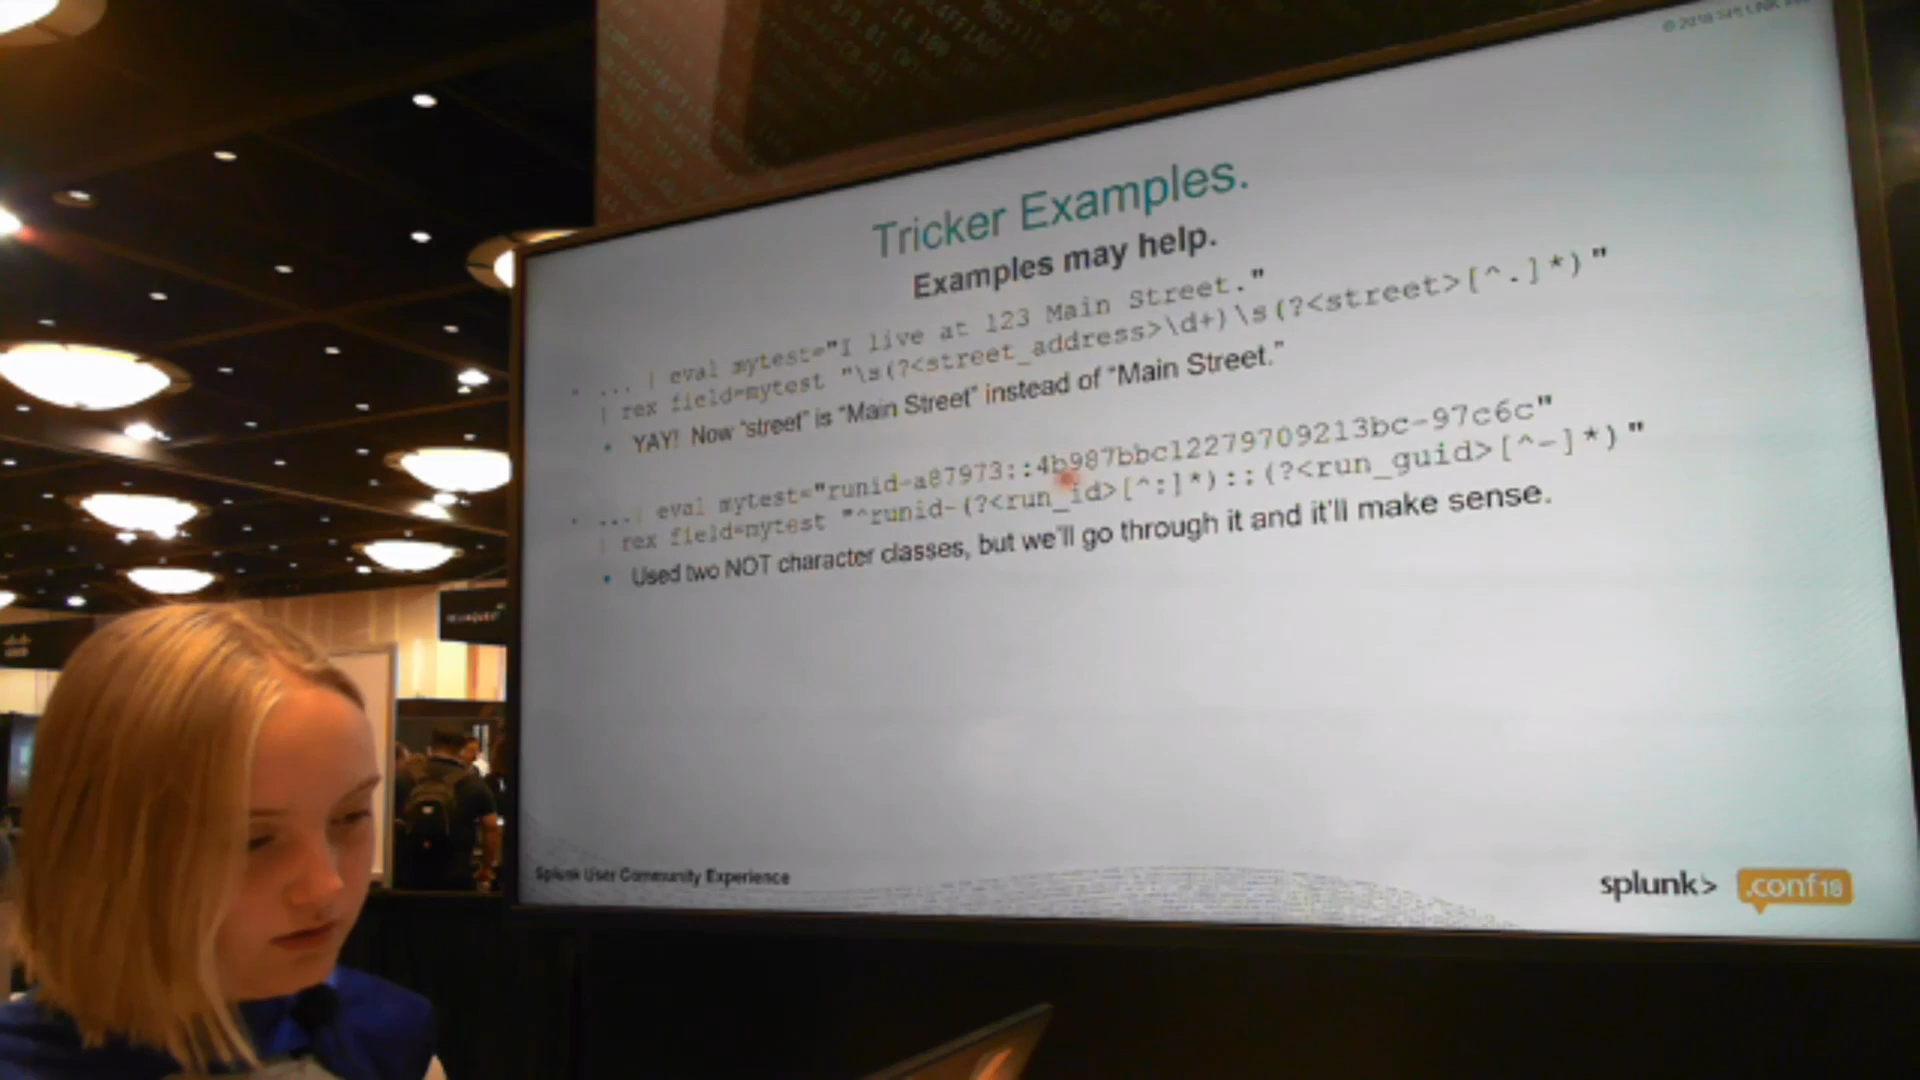 Tricker Examples.
Examples may help.
... | eval mytest="I live at 123 Main Street."
| rex field=mytest "\s(?<street_address>\d+)\s(?<street>[^.]*)"
YAY! Now "street" is "Main Street" instead of "Main Street."
...| eval mytest="runid-a87973::4b987bbc12279709213bc-97c6c"
| rex field=mytest "^runid-(?<run_id>[^:]*)::(?<run_guid>[^-]*)"
Used two NOT character classes, but we'll go through it and it'll make sense.
Splunk User Community Experience
splunk> .conf18